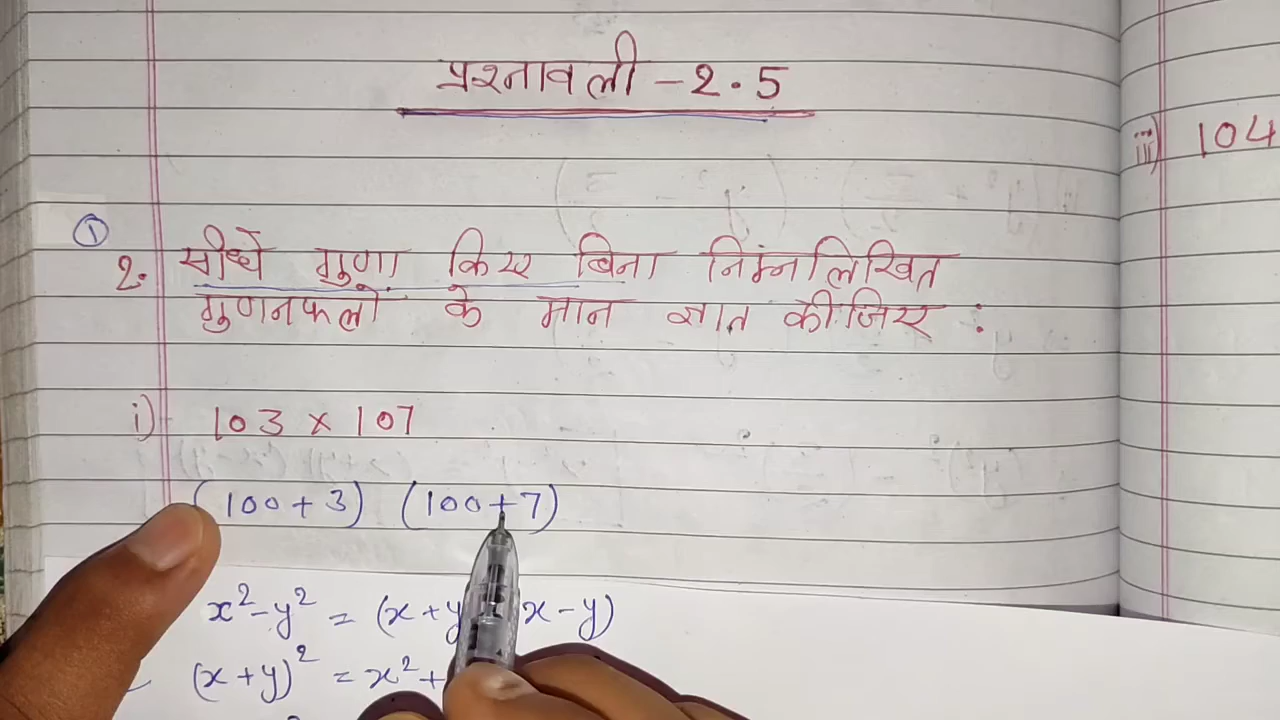 प्रश्नावली - 2.5
①
2. सीधे गुणा किए बिना निम्नलिखित
गुणनफलों के मान ज्ञात कीजिए :
i) 103 × 107
(100 + 3) (100 + 7)
x² - y² = (x + y x - y)
(x + y)² = x² +
iii) 104